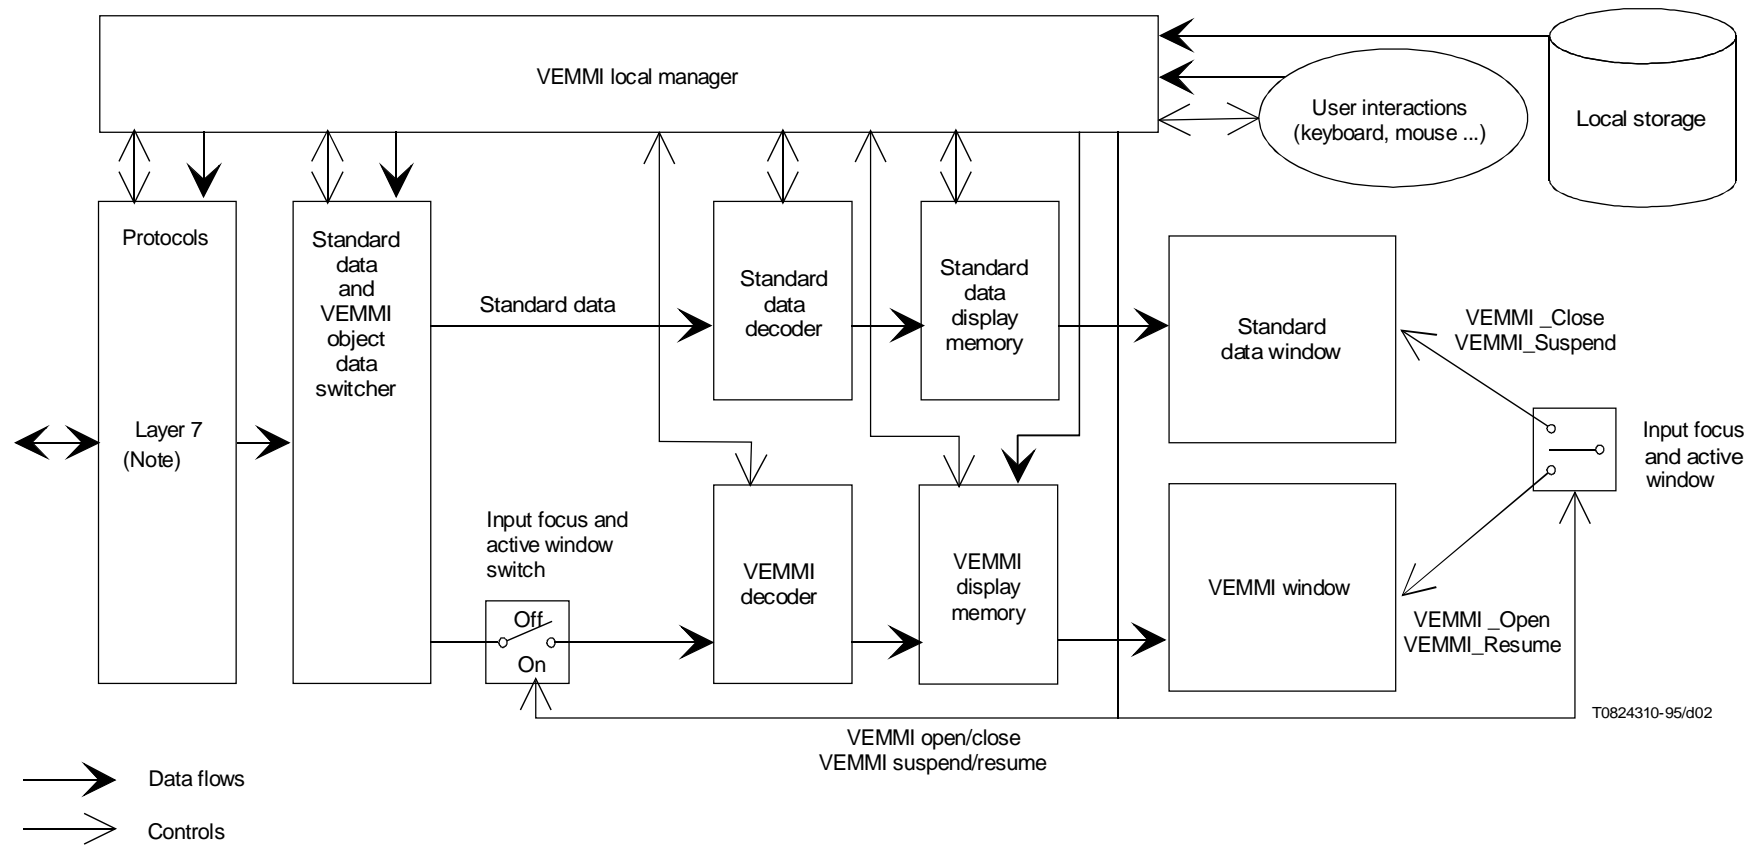 VEMMI local manager
User interactions
(keyboard, mouse ...)
Local storage
Protocols
Layer 7
(Note)
Standard
data
and
VEMMI
object
data
switcher
Standard data
Standard
data
decoder
Standard
data
display
memory
Standard
data window
VEMMI _Close
VEMMI_Suspend
Input focus
and active
window
Input focus and
active window
switch
Off
On
VEMMI
decoder
VEMMI
display
memory
VEMMI window
VEMMI _Open
VEMMI_Resume
T0824310-95/d02
VEMMI open/close
VEMMI suspend/resume
Data flows
Controls